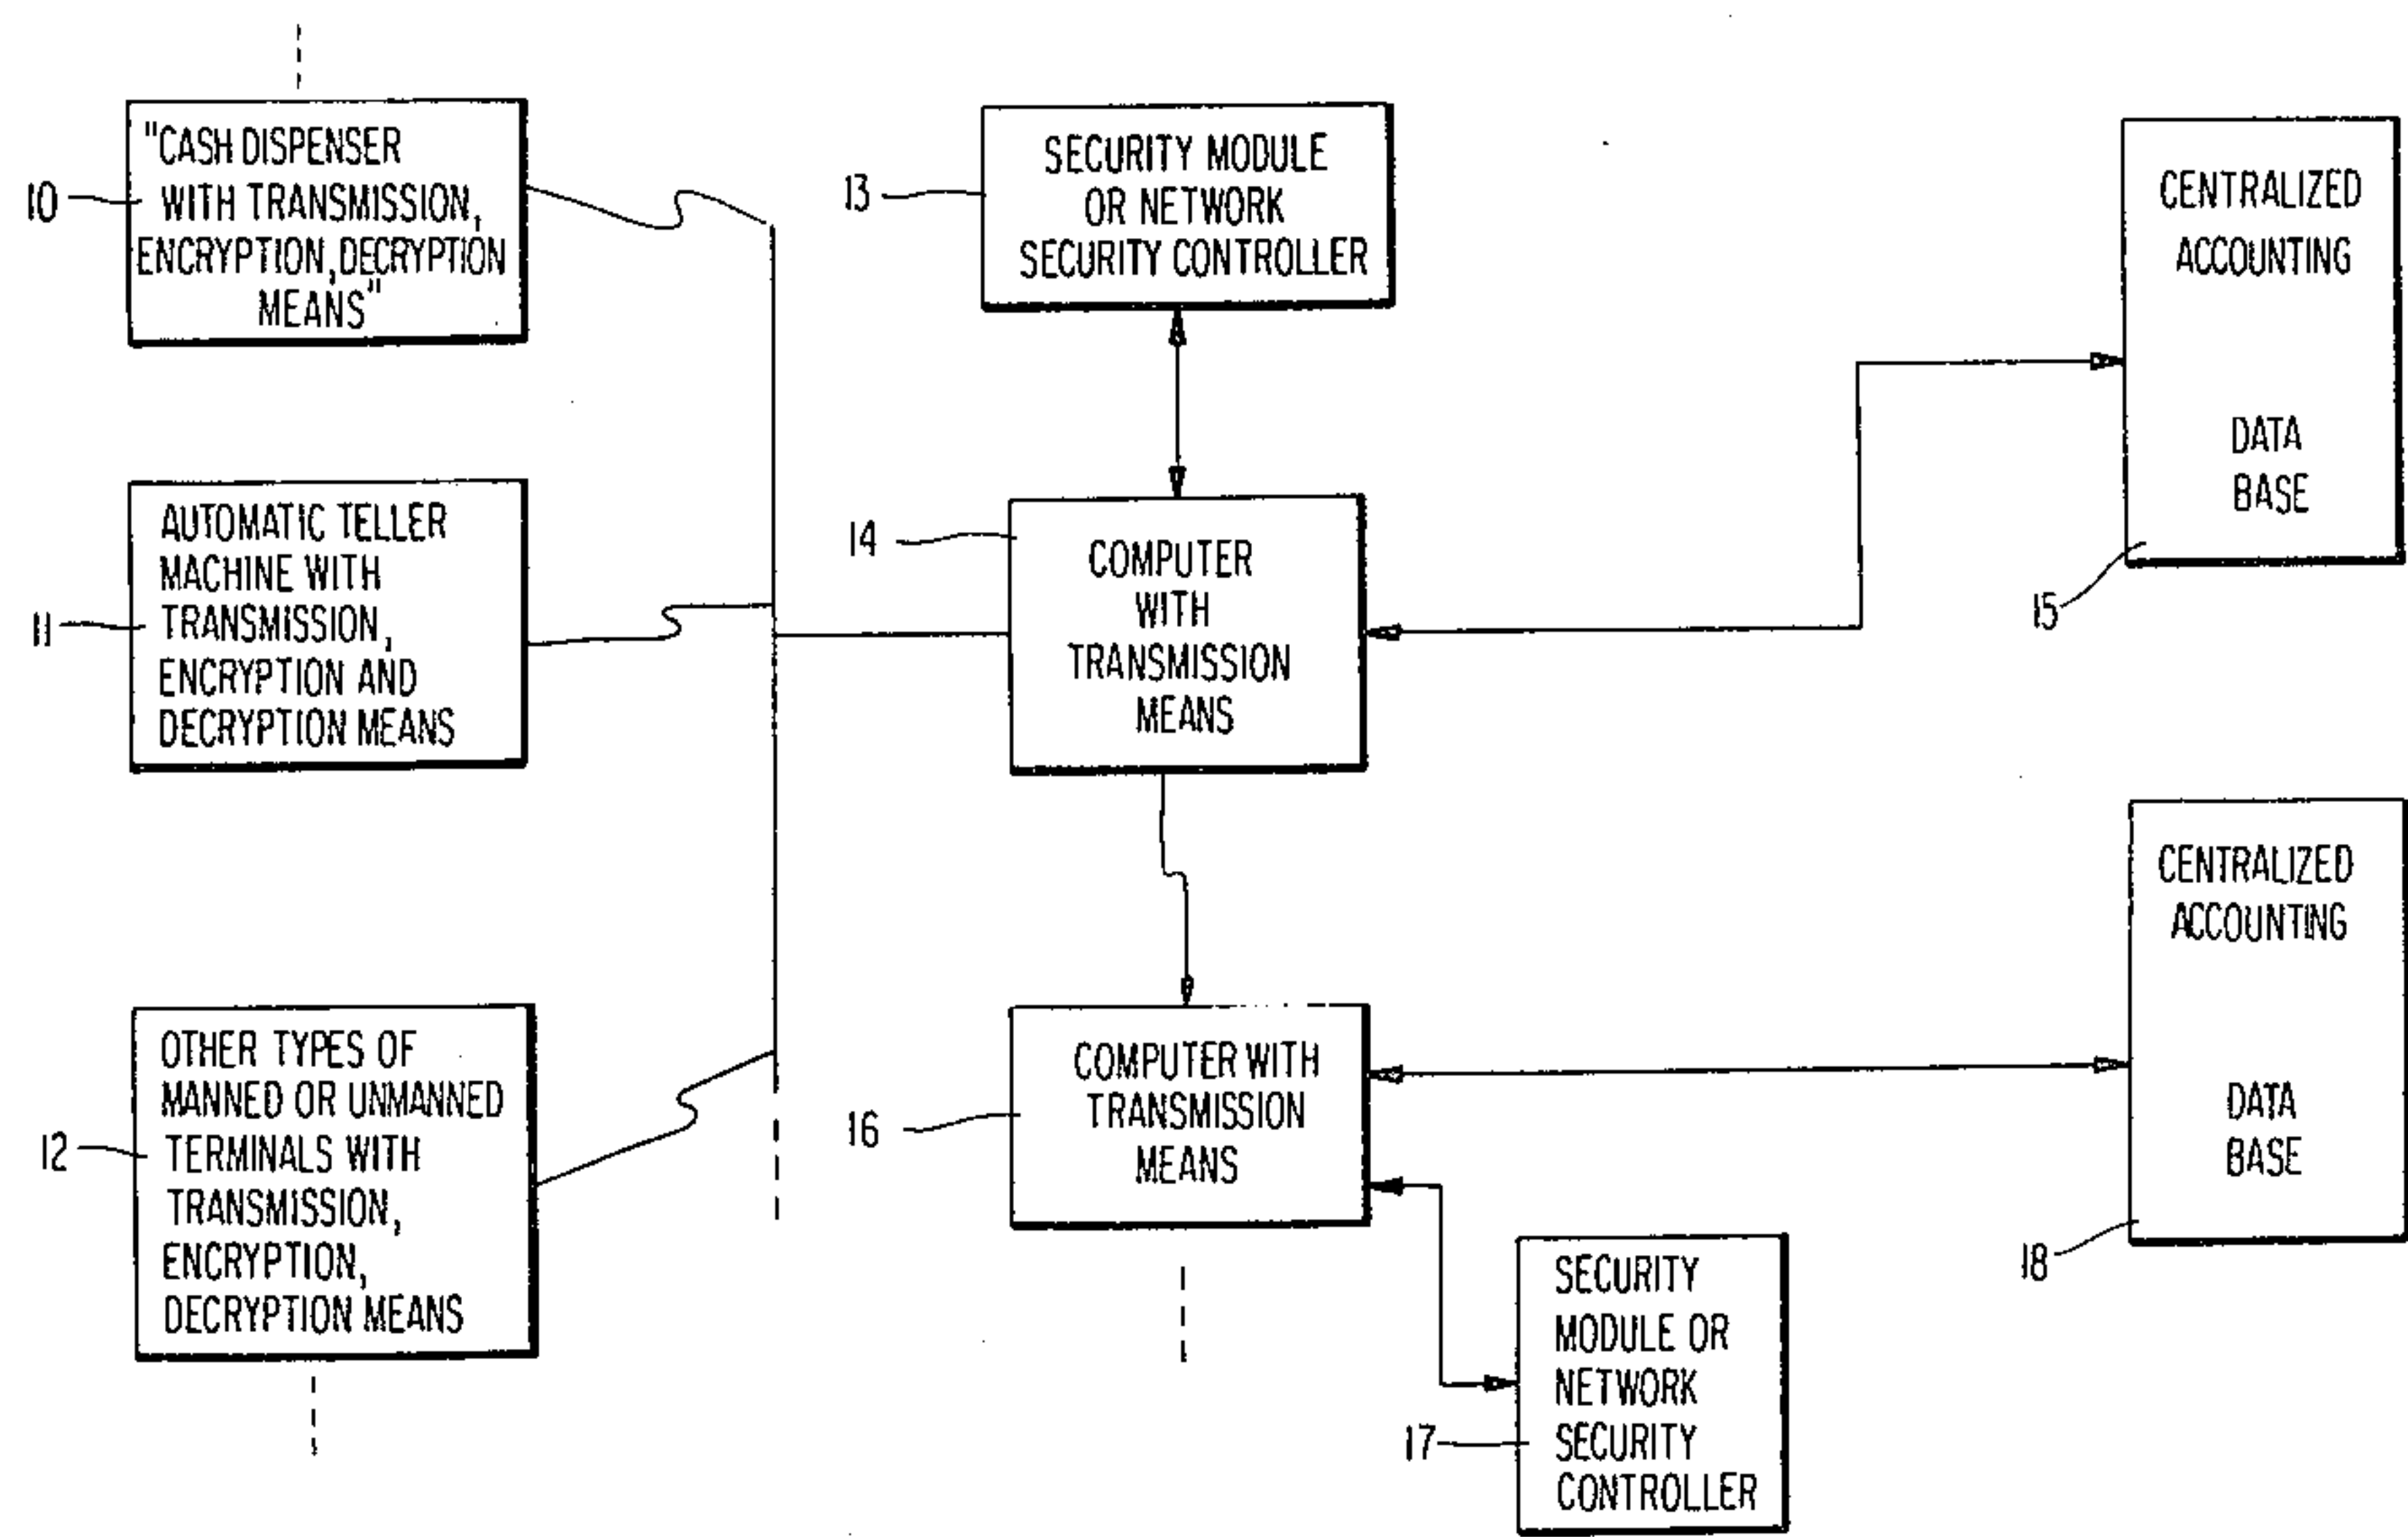 10
"CASH DISPENSER
WITH TRANSMISSION,
ENCRYPTION, DECRYPTION
MEANS"
11
AUTOMATIC TELLER
MACHINE WITH
TRANSMISSION,
ENCRYPTION AND
DECRYPTION MEANS
12
OTHER TYPES OF
MANNED OR UNMANNED
TERMINALS WITH
TRANSMISSION,
ENCRYPTION,
DECRYPTION MEANS
13
SECURITY MODULE
OR NETWORK
SECURITY CONTROLLER
14
COMPUTER
WITH
TRANSMISSION
MEANS
CENTRALIZED
ACCOUNTING
DATA
BASE
15
16
COMPUTER WITH
TRANSMISSION
MEANS
17
SECURITY
MODULE OR
NETWORK
SECURITY
CONTROLLER
CENTRALIZED
ACCOUNTING
DATA
BASE
18